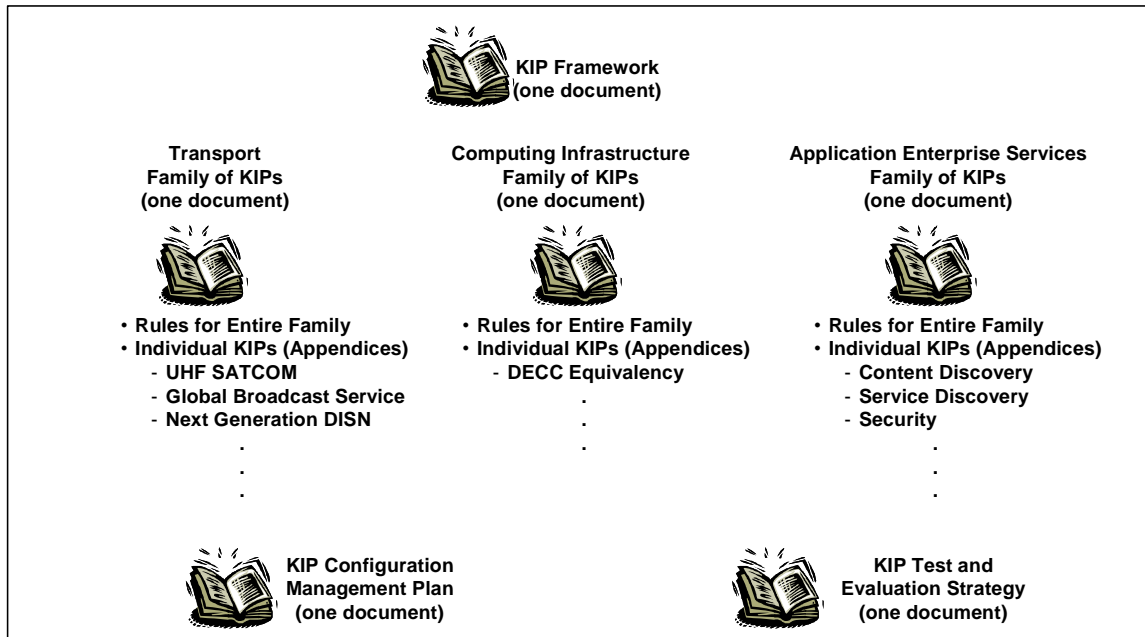 KIP Framework
(one document)
Transport
Family of KIPs
(one document)
• Rules for Entire Family
• Individual KIPs (Appendices)
- UHF SATCOM
- Global Broadcast Service
- Next Generation DISN
.
.
.
Computing Infrastructure
Family of KIPs
(one document)
• Rules for Entire Family
• Individual KIPs (Appendices)
- DECC Equivalency
.
.
.
Application Enterprise Services
Family of KIPs
(one document)
• Rules for Entire Family
• Individual KIPs (Appendices)
- Content Discovery
- Service Discovery
- Security
.
.
.
KIP Configuration
Management Plan
(one document)
KIP Test and
Evaluation Strategy
(one document)